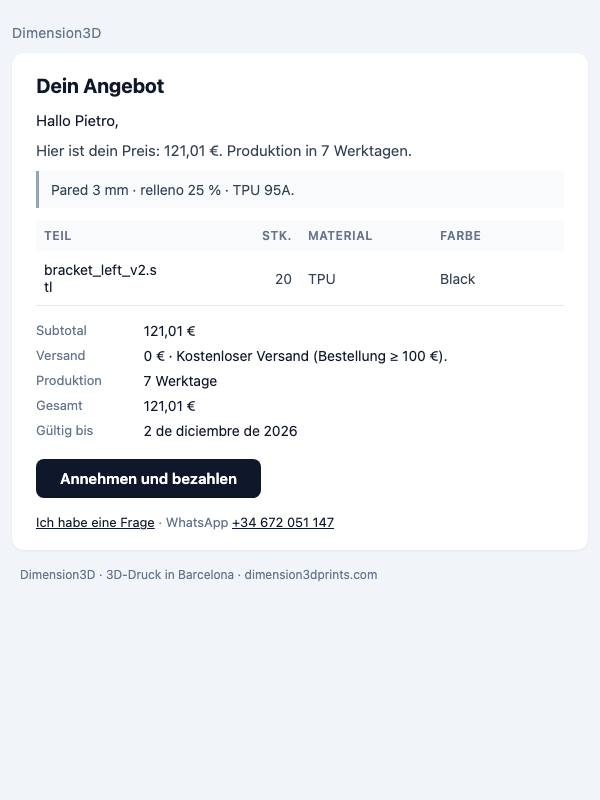 Dimension3D
Dein Angebot
Hallo Pietro,
Hier ist dein Preis: 121,01 €. Produktion in 7 Werktagen.
Pared 3 mm · relleno 25 % · TPU 95A.
TEIL STK. MATERIAL FARBE
bracket_left_v2.s
tl
20 TPU Black
Subtotal 121,01 €
Versand 0 € · Kostenloser Versand (Bestellung ≥ 100 €).
Produktion 7 Werktage
Gesamt 121,01 €
Gültig bis 2 de diciembre de 2026
Annehmen und bezahlen
Ich habe eine Frage · WhatsApp +34 672 051 147
Dimension3D · 3D-Druck in Barcelona · dimension3dprints.com